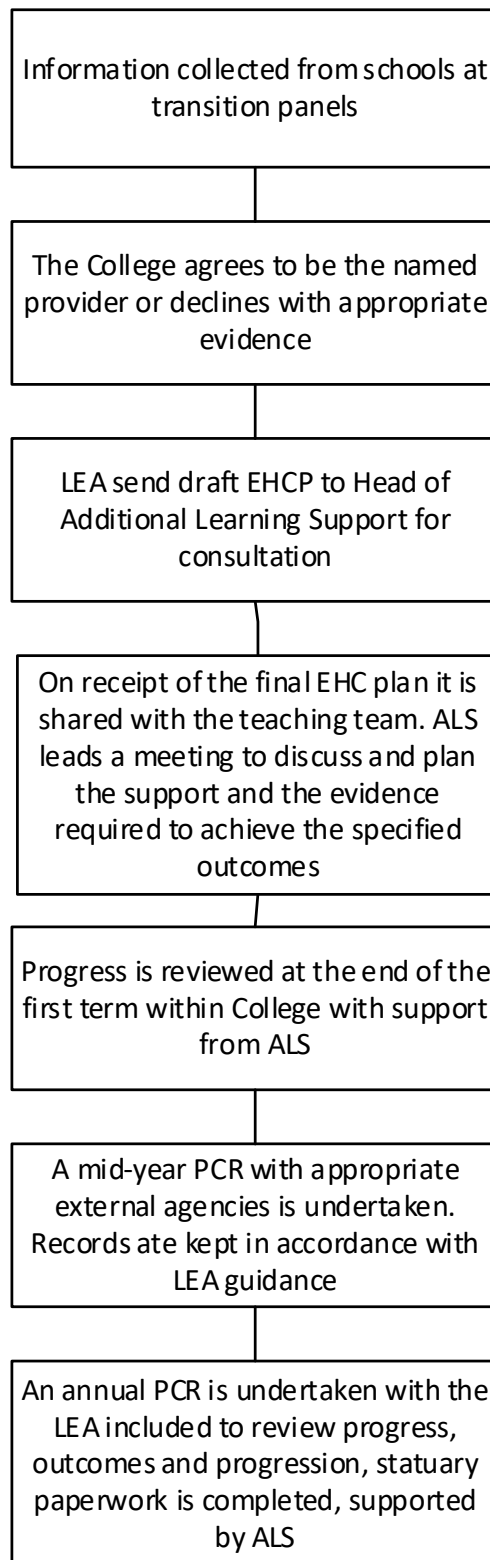 Information collected from schools at
transition panels
The College agrees to be the named
provider or declines with appropriate
evidence
LEA send draft EHCP to Head of
Additional Learning Support for
consultation
On receipt of the final EHC plan it is
shared with the teaching team. ALS
leads a meeting to discuss and plan
the support and the evidence
required to achieve the specified
outcomes
Progress is reviewed at the end of the
first term within College with support
from ALS
A mid-year PCR with appropriate
external agencies is undertaken.
Records ate kept in accordance with
LEA guidance
An annual PCR is undertaken with the
LEA included to review progress,
outcomes and progression, statuary
paperwork is completed, supported
by ALS